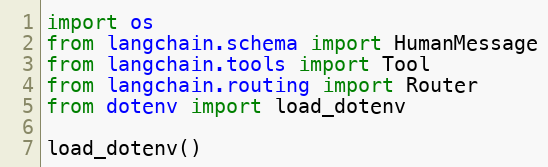 1 import os
2 from langchain.schema import HumanMessage
3 from langchain.tools import Tool
4 from langchain.routing import Router
5 from dotenv import load_dotenv
6
7 load_dotenv()